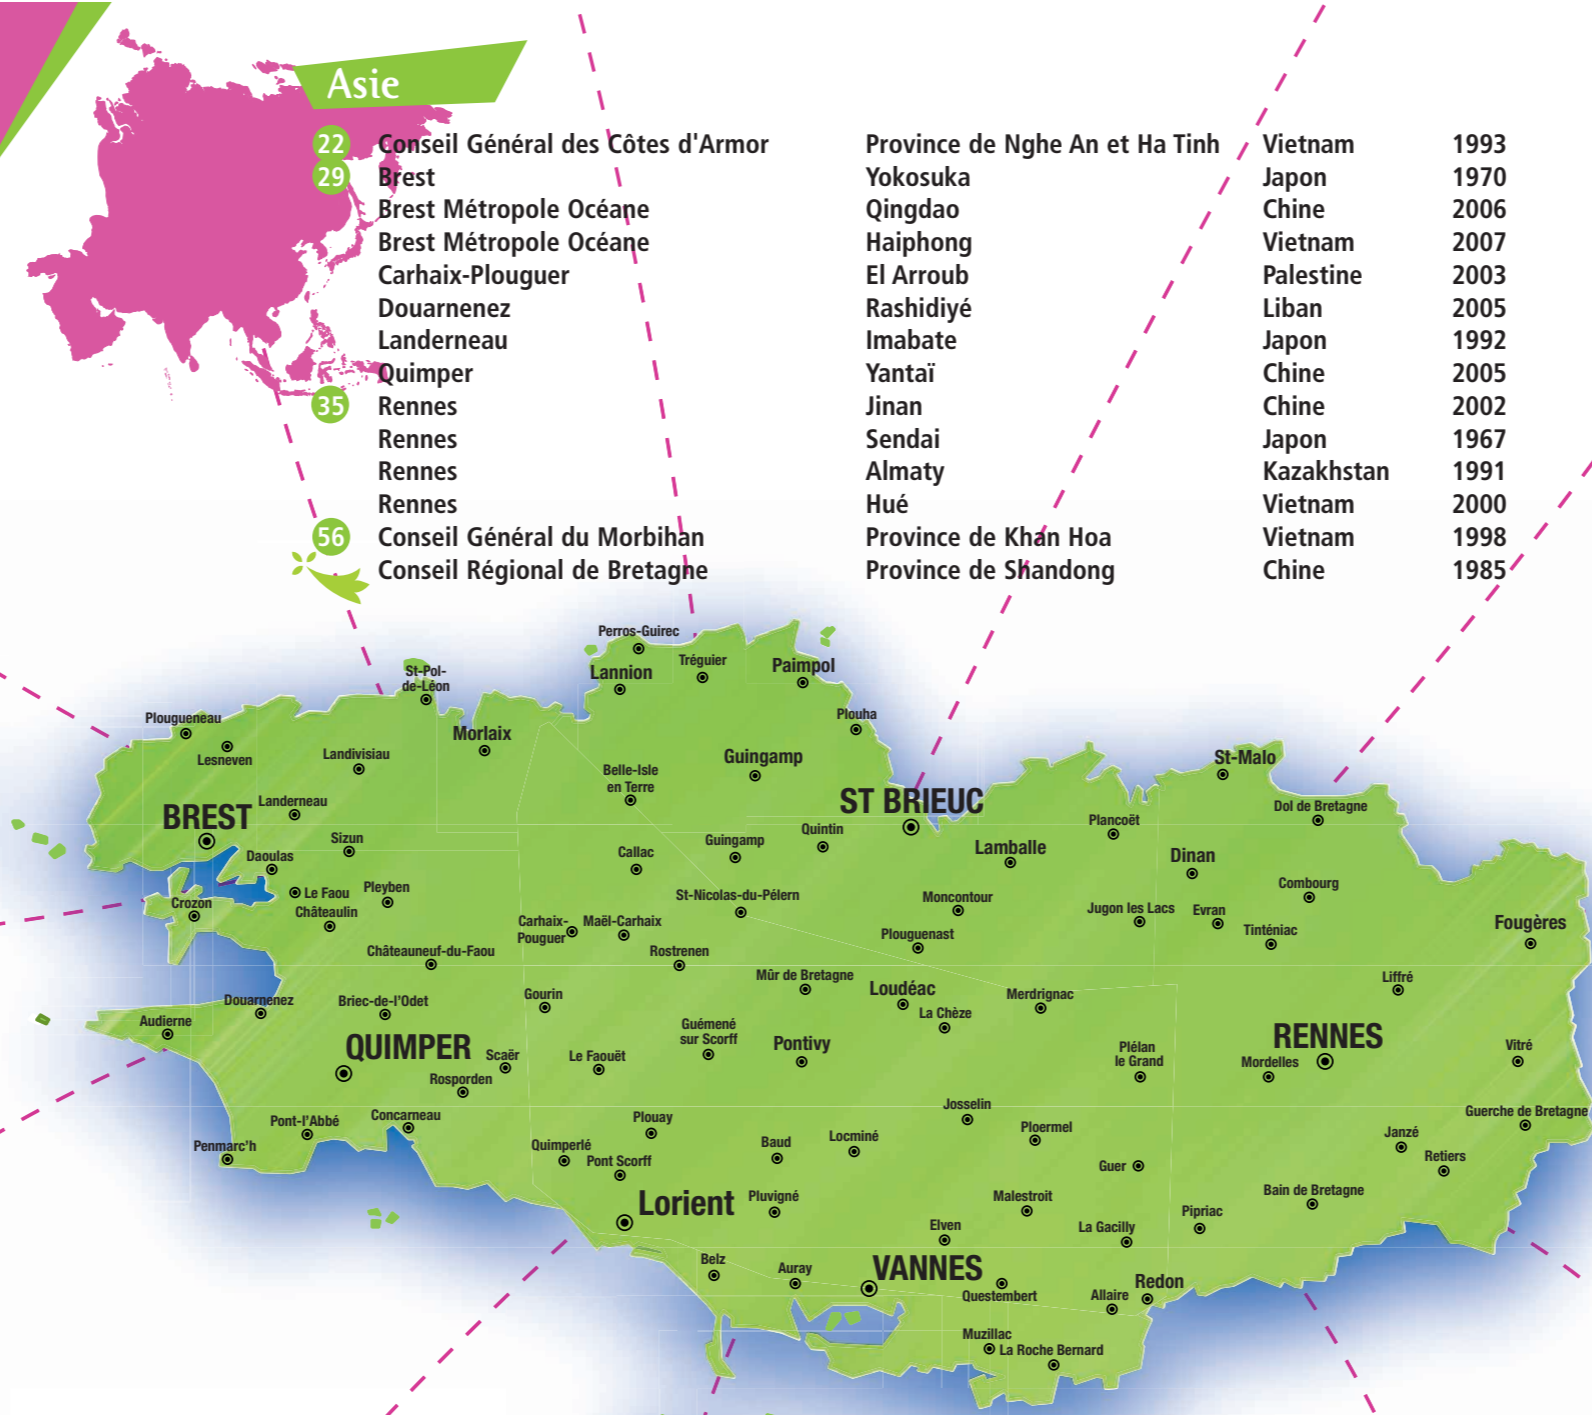 Asie
22 Conseil Général des Côtes d'Armor Province de Nghe An et Ha Tinh Vietnam 1993
29 Brest Yokosuka Japon 1970
Brest Métropole Océane Qingdao Chine 2006
Brest Métropole Océane Haiphong Vietnam 2007
Carhaix-Plouguer El Arroub Palestine 2003
Douarnenez Rashidiyé Liban 2005
Landerneau Imabate Japon 1992
Quimper Yantaï Chine 2005
35 Rennes Jinan Chine 2002
Rennes Sendai Japon 1967
Rennes Almaty Kazakhstan 1991
Rennes Hué Vietnam 2000
56 Conseil Général du Morbihan Province de Khan Hoa Vietnam 1998
Conseil Régional de Bretagne Province de Shandong Chine 1985
Perros-Guirec
St-Pol-
de-Léon
Lannion
Tréguier
Paimpol
Plougueneau
Plouha
Morlaix
Lesneven
Landivisiau
Guingamp
St-Malo
Belle-Isle
en Terre
BREST
Landerneau
ST BRIEUC
Dol de Bretagne
Plancoët
Sizun
Guingamp
Quintin
Daoulas
Callac
Lamballe
Dinan
Le Faou
Pleyben
St-Nicolas-du-Pélern
Moncontour
Combourg
Crozon
Châteaulin
Carhaix-
Pouguer
Maël-Carhaix
Jugon les Lacs
Evran
Fougères
Plouguenast
Tinténiac
Châteauneuf-du-Faou
Rostrenen
Mûr de Bretagne
Liffré
Douarnenez
Briec-de-l'Odet
Gourin
Loudéac
Merdrignac
La Chèze
Audierne
Guémené
sur Scorff
QUIMPER
Scaër
Le Faouët
Pontivy
Plélan
le Grand
RENNES
Mordelles
Vitré
Rosporden
Josselin
Guerche de Bretagne
Pont-l'Abbé
Concarneau
Plouay
Ploermel
Janzé
Penmarc'h
Quimperlé
Pont Scorff
Baud
Locminé
Guer
Retiers
Lorient
Pluvigné
Malestroit
Bain de Bretagne
Elven
La Gacilly
Pipriac
Belz
Auray
VANNES
Questembert
Allaire
Redon
Muzillac
La Roche Bernard